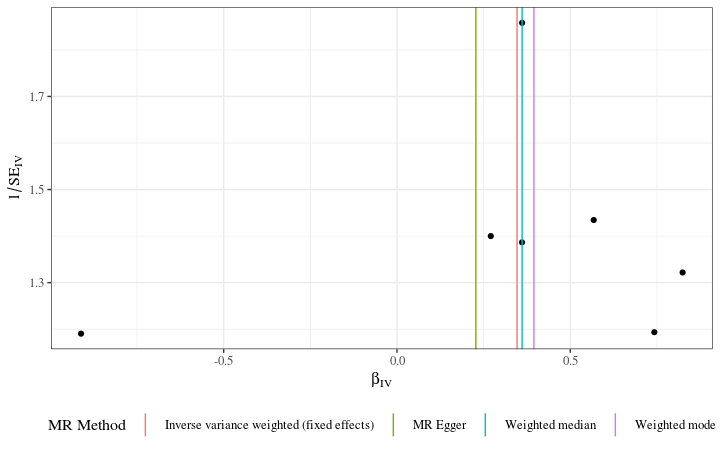 1.7
1.5
1.3
1/SE_IV
-0.5 0.0 0.5
β_IV
MR Method Inverse variance weighted (fixed effects) MR Egger Weighted median Weighted mode